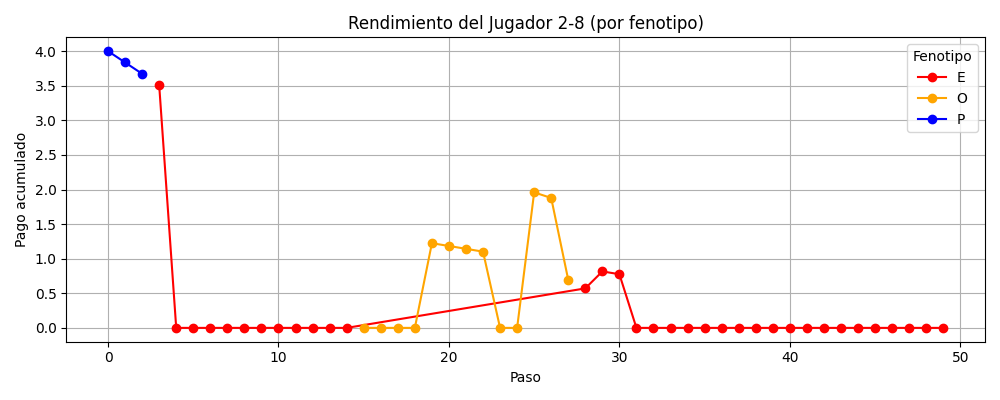 Rendimiento del Jugador 2-8 (por fenotipo)
Pago acumulado
4.0
3.5
3.0
2.5
2.0
1.5
1.0
0.5
0.0
Fenotipo
E
O
P
0 10 20 30 40 50
Paso